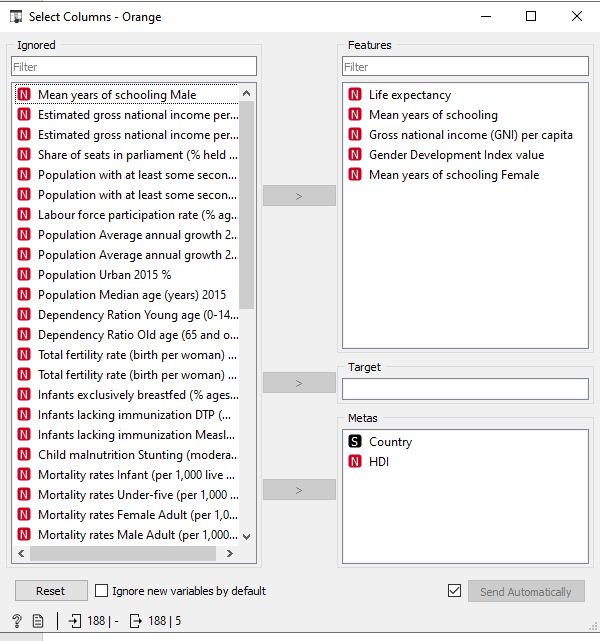 Select Columns - Orange
Ignored
Filter
N Mean years of schooling Male
N Estimated gross national income per...
N Estimated gross national income per...
N Share of seats in parliament (% held ...
N Population with at least some secon...
N Population with at least some secon...
N Labour force participation rate (% ag...
N Population Average annual growth 2...
N Population Average annual growth 2...
N Population Urban 2015 %
N Population Median age (years) 2015
N Dependency Ration Young age (0-14...
N Dependency Ratio Old age (65 and o...
N Total fertility rate (birth per woman) ...
N Total fertility rate (birth per woman) ...
N Infants exclusively breastfed (% ages...
N Infants lacking immunization DTP (...
N Infants lacking immunization Measl...
N Child malnutrition Stunting (modera...
N Mortality rates Infant (per 1,000 live ...
N Mortality rates Under-five (per 1,000 ...
N Mortality rates Female Adult (per 1,0...
N Mortality rates Male Adult (per 1,000...
>
>
>
Features
Filter
N Life expectancy
N Mean years of schooling
N Gross national income (GNI) per capita
N Gender Development Index value
N Mean years of schooling Female
Target
Metas
S Country
N HDI
Reset
Ignore new variables by default
Send Automatically
? 188 | - 188 | 5